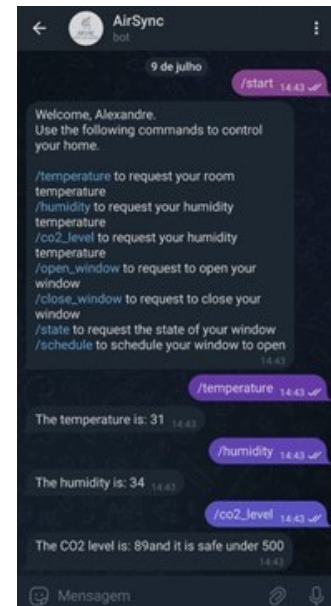 AirSync
bot
9 de julho
/start 14:43
Welcome, Alexandre.
Use the following commands to control
your home.
/temperature to request your room
temperature
/humidity to request your humidity
temperature
/co2_level to request your humidity
temperature
/open_window to request to open your
window
/close_window to request to close your
window
/state to request the state of your window
/schedule to schedule your window to open
14:43
/temperature 14:43
The temperature is: 31 14:43
/humidity 14:43
The humidity is: 34 14:43
/co2_level 14:43
The CO2 level is: 89and it is safe under 500
14:43
Mensagem